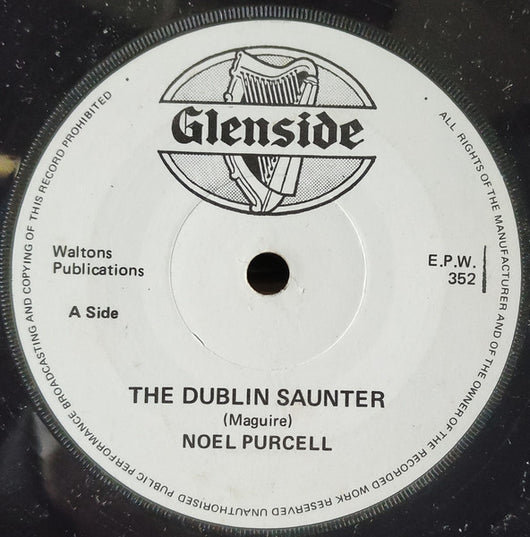 Glenside
Waltons
Publications
A Side
E.P.W.
352
THE DUBLIN SAUNTER
(Maguire)
NOEL PURCELL
ALL RIGHTS OF THE MANUFACTURER AND OF THE OWNER OF THE RECORDED WORK RESERVED UNAUTHORISED PUBLIC PERFORMANCE BROADCASTING AND COPYING OF THIS RECORD PROHIBITED